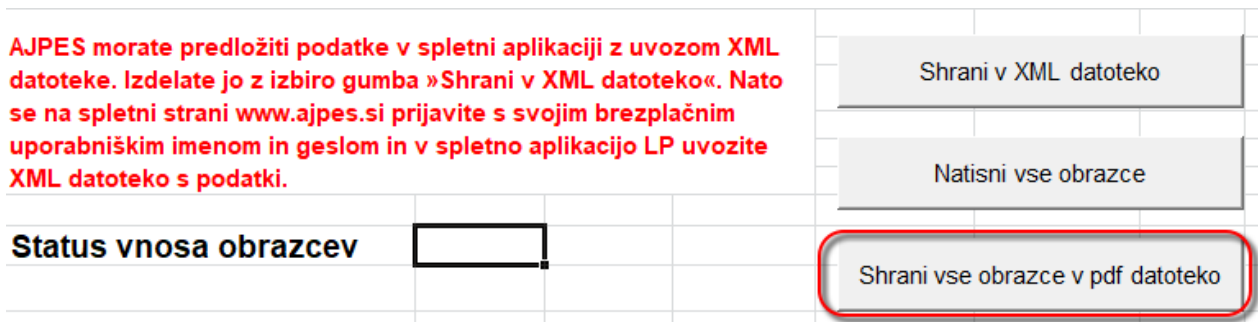 AJPES morate predložiti podatke v spletni aplikaciji z uvozom XML
datoteke. Izdelate jo z izbiro gumba »Shrani v XML datoteko«. Nato
se na spletni strani www.ajpes.si prijavite s svojim brezplačnim
uporabniškim imenom in geslom in v spletno aplikacijo LP uvozite
XML datoteko s podatki.
Status vnosa obrazcev
Shrani v XML datoteko
Natisni vse obrazce
Shrani vse obrazce v pdf datoteko